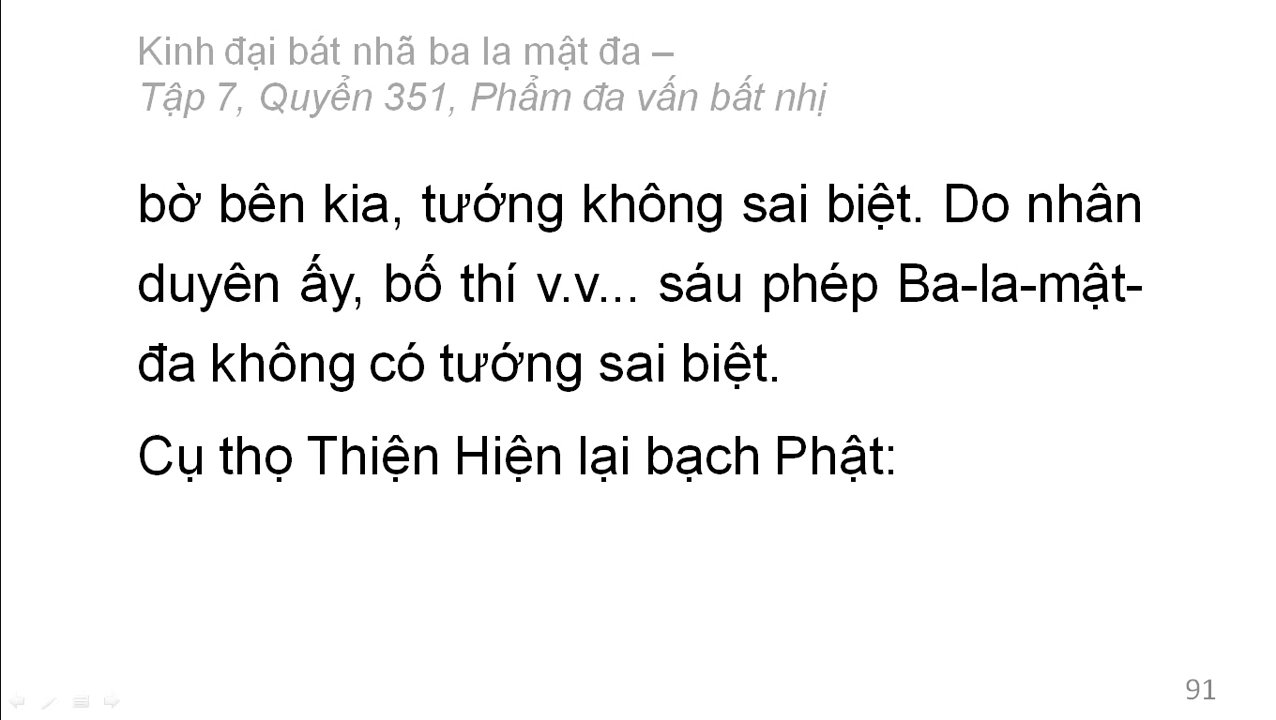 Kinh đại bát nhã ba la mật đa –
Tập 7, Quyển 351, Phẩm đa vấn bất nhị
bờ bên kia, tướng không sai biệt. Do nhân
duyên ấy, bố thí v.v... sáu phép Ba-la-mật-
đa không có tướng sai biệt.
Cụ thọ Thiện Hiện lại bạch Phật:
91